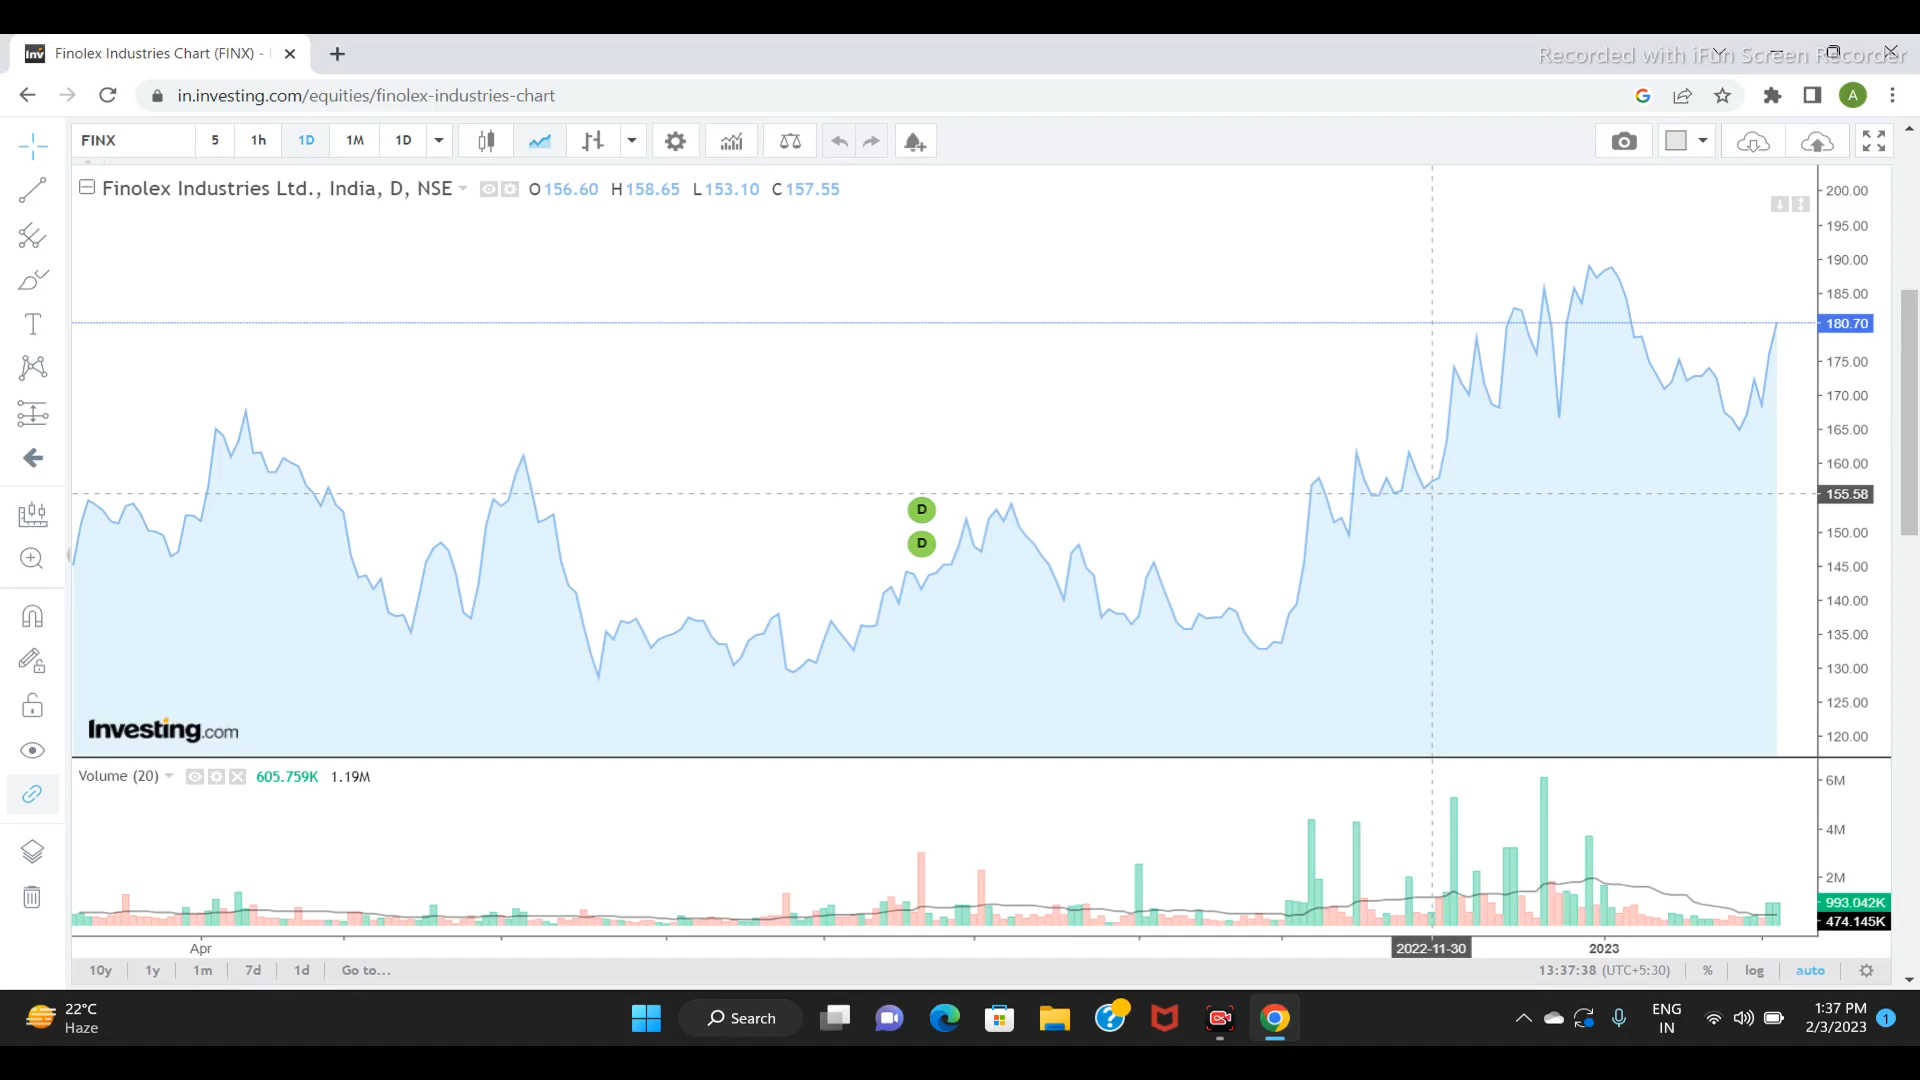 Finolex Industries Chart (FINX) - I
Recorded with iFun Screen Recorder
in.investing.com/equities/finolex-industries-chart
A
FINX 5 1h 1D 1M 1D
Finolex Industries Ltd., India, D, NSE O 156.60 H 158.65 L 153.10 C 157.55
200.00
195.00
190.00
185.00
180.70
175.00
170.00
165.00
160.00
155.58
150.00
145.00
140.00
135.00
130.00
125.00
120.00
D
D
Investing.com
Volume (20) 605.759K 1.19M
6M
4M
2M
993.042K
474.145K
Apr 2022-11-30 2023
10y 1y 1m 7d 1d Go to... 13:37:38 (UTC+5:30) % log auto
22°C
Haze
Search
ENG
IN
1:37 PM
2/3/2023
1